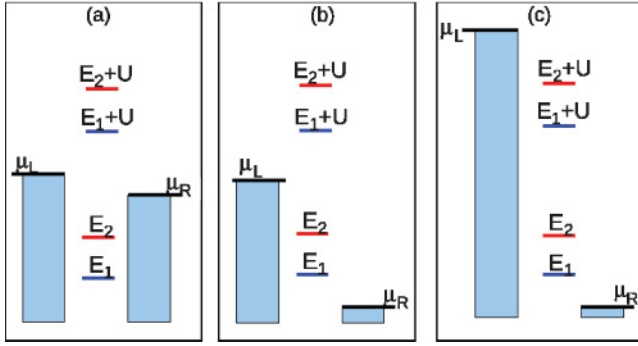 (a) (b) (c)
μL
E2+U E2+U E2+U
E1+U E1+U E1+U
μL μR μL
E2 E2 E2
E1 E1 E1
μR μR